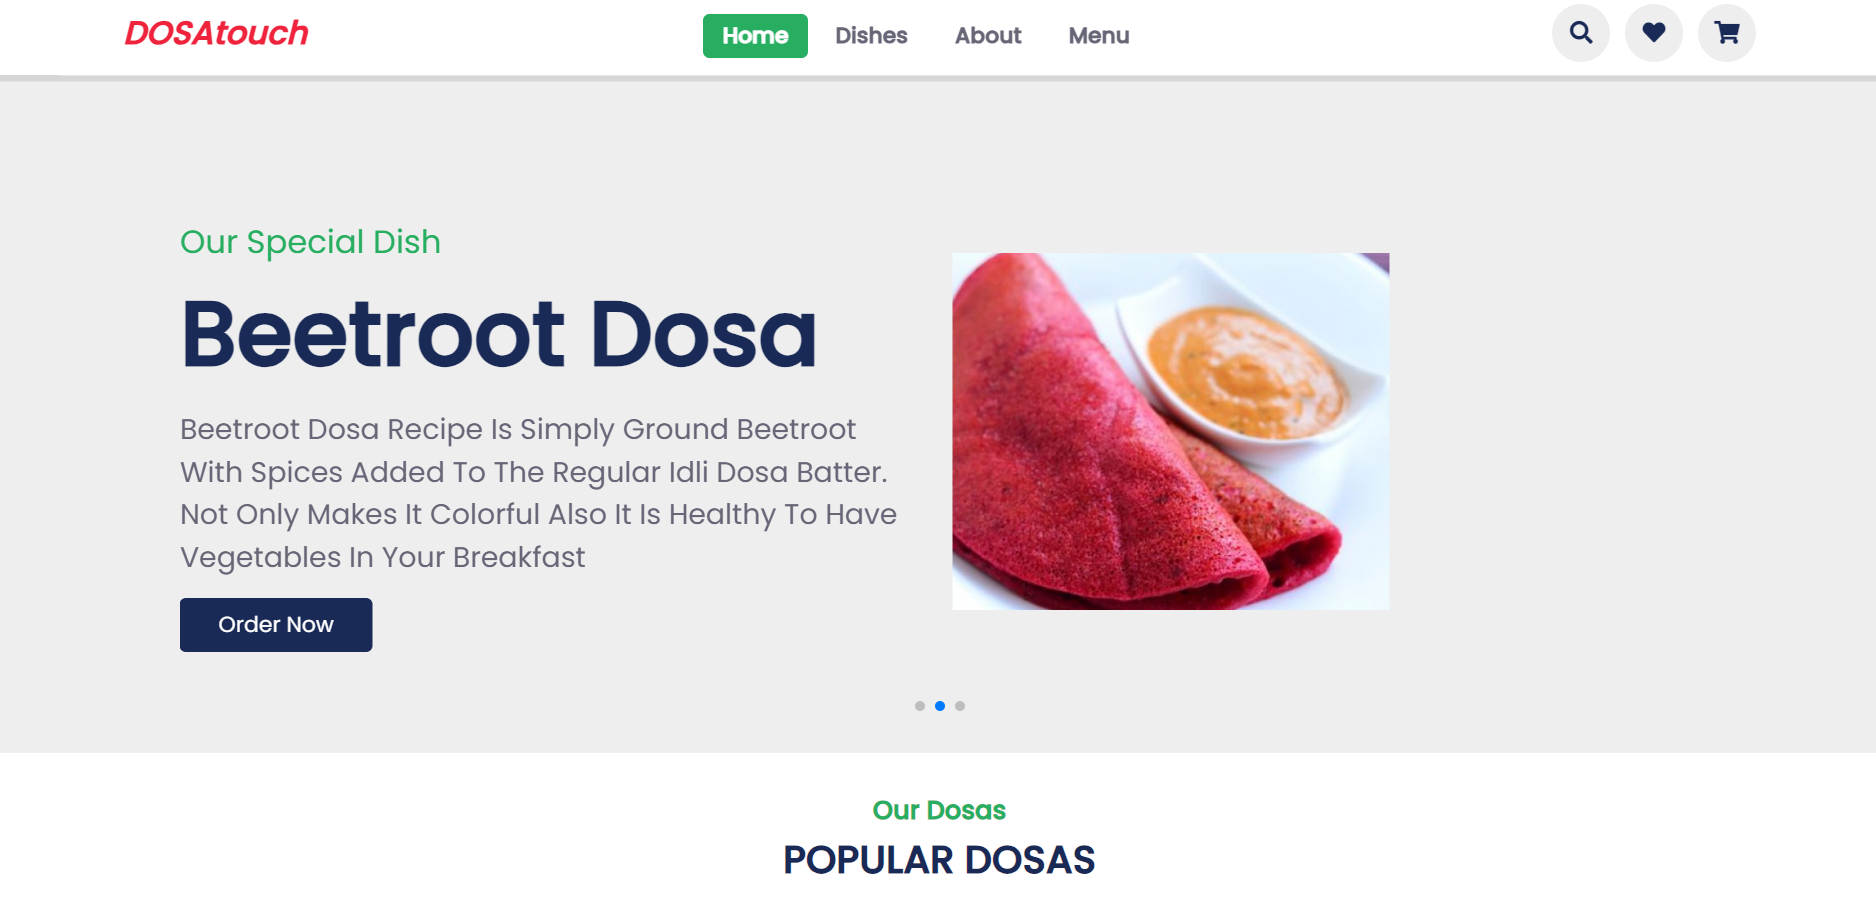 DOSAtouch
Home Dishes About Menu
Our Special Dish
Beetroot Dosa
Beetroot Dosa Recipe Is Simply Ground Beetroot
With Spices Added To The Regular Idli Dosa Batter.
Not Only Makes It Colorful Also It Is Healthy To Have
Vegetables In Your Breakfast
Order Now
Our Dosas
POPULAR DOSAS